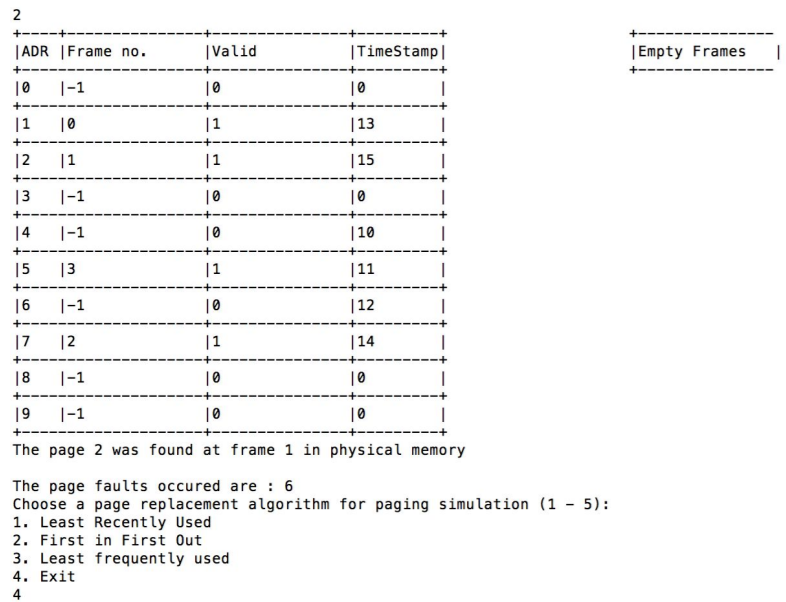 2
+----+----------------+---------------+---------+ +---------------
|ADR |Frame no. |Valid |TimeStamp| |Empty Frames |
+---------------------+---------------+---------+ +---------------
|0 |-1 |0 |0 |
+---------------------+---------------+---------+
|1 |0 |1 |13 |
+---------------------+---------------+---------+
|2 |1 |1 |15 |
+---------------------+---------------+---------+
|3 |-1 |0 |0 |
+---------------------+---------------+---------+
|4 |-1 |0 |10 |
+---------------------+---------------+---------+
|5 |3 |1 |11 |
+---------------------+---------------+---------+
|6 |-1 |0 |12 |
+---------------------+---------------+---------+
|7 |2 |1 |14 |
+---------------------+---------------+---------+
|8 |-1 |0 |0 |
+---------------------+---------------+---------+
|9 |-1 |0 |0 |
+---------------------+---------------+---------+
The page 2 was found at frame 1 in physical memory
The page faults occured are : 6
Choose a page replacement algorithm for paging simulation (1 - 5):
1. Least Recently Used
2. First in First Out
3. Least frequently used
4. Exit
4